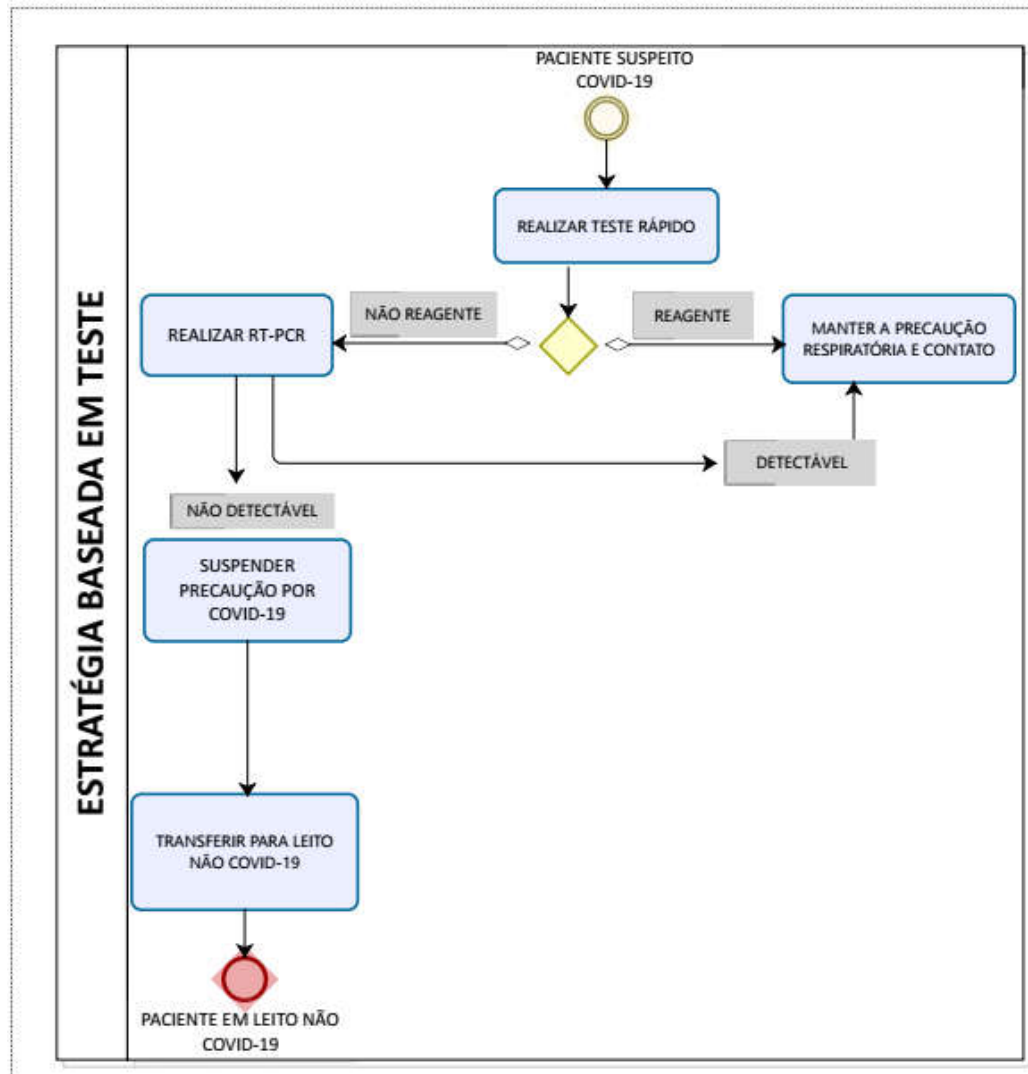 ESTRATÉGIA BASEADA EM TESTE
PACIENTE SUSPEITO
COVID-19
REALIZAR TESTE RÁPIDO
NÃO REAGENTE
REAGENTE
REALIZAR RT-PCR
MANTER A PRECAUÇÃO
RESPIRATÓRIA E CONTATO
DETECTÁVEL
NÃO DETECTÁVEL
SUSPENDER
PRECAUÇÃO POR
COVID-19
TRANSFERIR PARA LEITO
NÃO COVID-19
PACIENTE EM LEITO NÃO
COVID-19